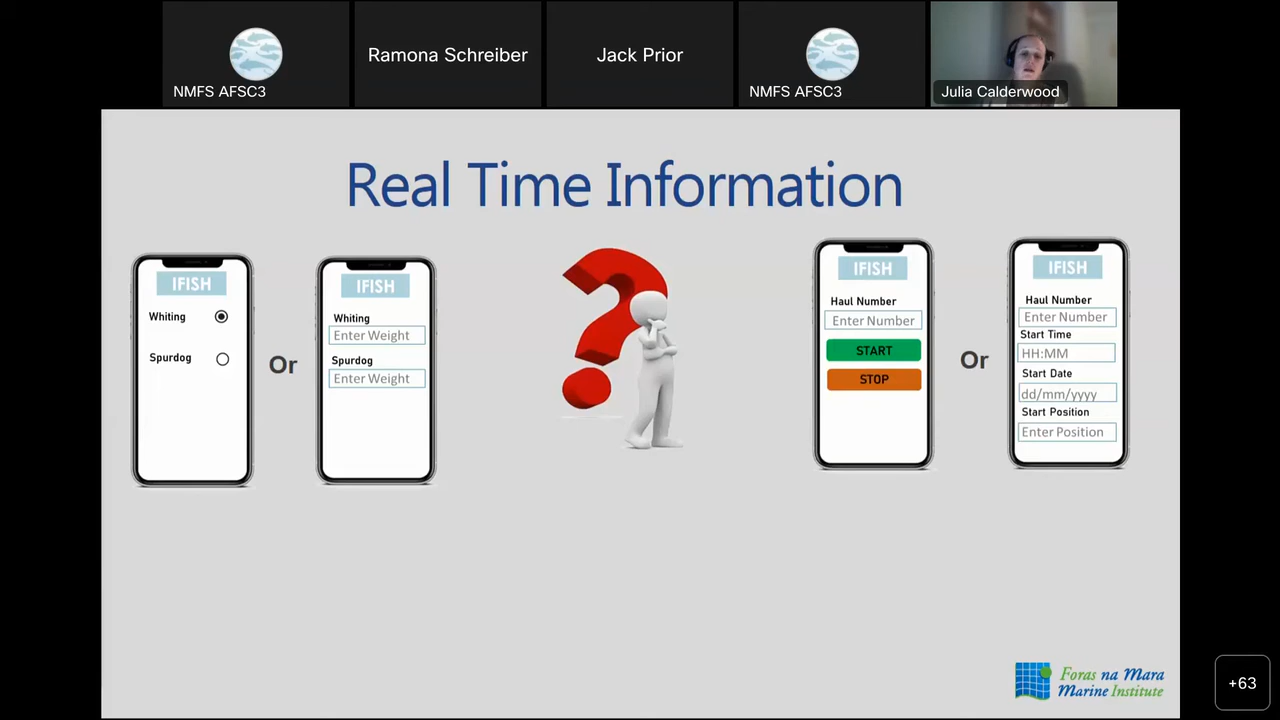 NMFS AFSC3
Ramona Schreiber
Jack Prior
NMFS AFSC3
Julia Calderwood
Real Time Information
IFISH
Whiting
Spurdog
Or
IFISH
Whiting
Enter Weight
Spurdog
Enter Weight
IFISH
Haul Number
Enter Number
START
STOP
Or
IFISH
Haul Number
Enter Number
Start Time
HH:MM
Start Date
dd/mm/yyyy
Start Position
Enter Position
Foras na Mara
Marine Institute
+63